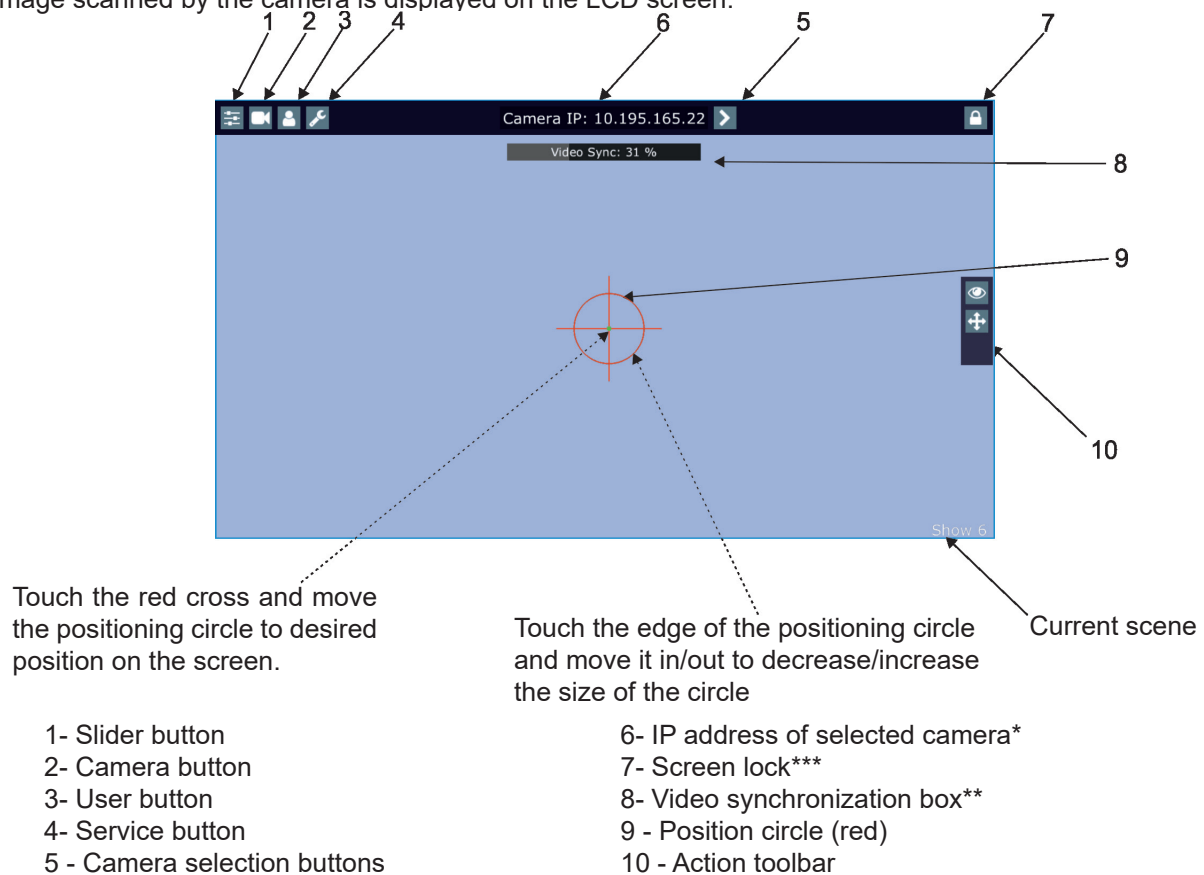 image scanned by the camera is displayed on the LCD screen.
1 2 3 4 6 5 7
Camera IP: 10.195.165.22
Video Sync: 31 %
8
9
10
Show 6
Touch the red cross and move
the positioning circle to desired
position on the screen.
Touch the edge of the positioning circle
and move it in/out to decrease/increase
the size of the circle
Current scene
1- Slider button
2- Camera button
3- User button
4- Service button
5 - Camera selection buttons
6- IP address of selected camera*
7- Screen lock***
8- Video synchronization box**
9 - Position circle (red)
10 - Action toolbar